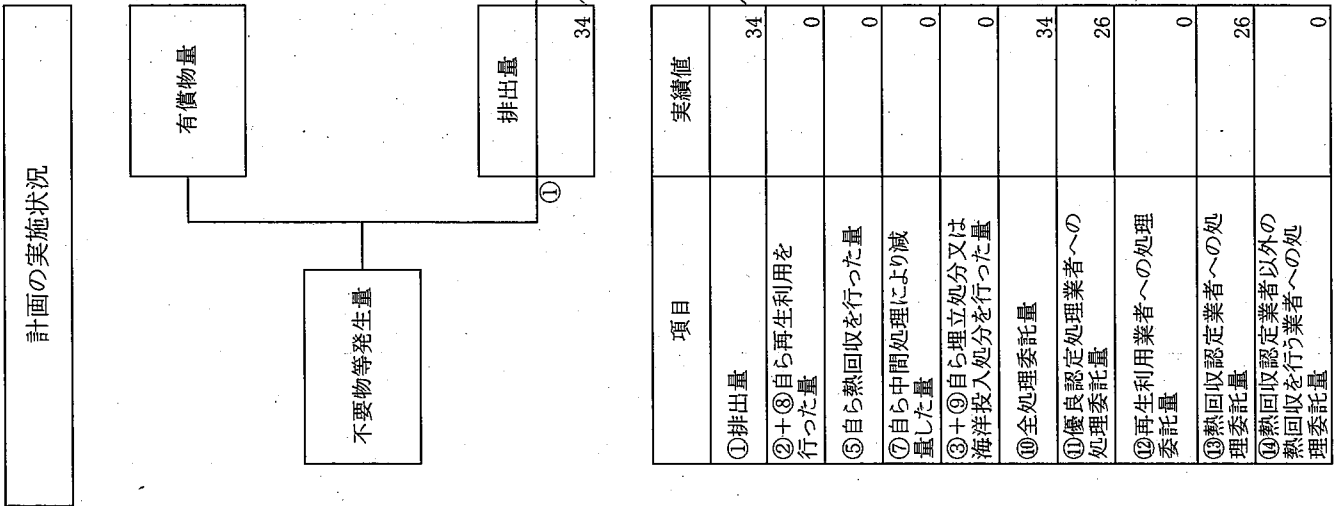 計画の実施状況
不要物等発生量
有償物量
排出量
①
34
項目
実績値
①排出量
34
②+⑧自ら再生利用を
行った量
0
⑤自ら熱回収を行った量
0
⑦自ら中間処理により減
量した量
0
③+⑨自ら埋立処分又は
海洋投入処分を行った量
0
⑩全処理委託量
34
⑪優良認定処理業者への
処理委託量
26
⑫再生利用業者への処理
委託量
0
⑬熱回収認定業者への処
理委託量
26
⑭熱回収認定業者以外の
熱回収を行う業者への処
理委託量
0